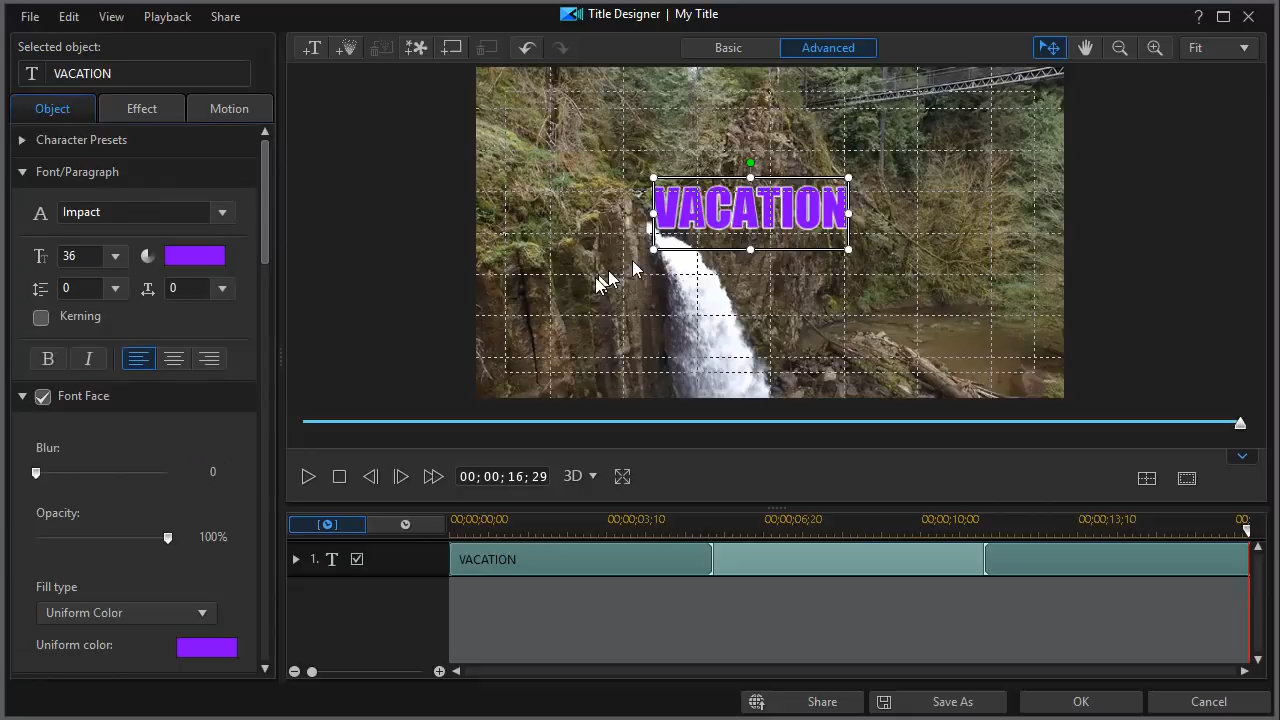 File Edit View Playback Share
Title Designer | My Title
?
Selected object:
T VACATION
Object Effect Motion
Character Presets
Font/Paragraph
A Impact
36
0 0
Kerning
B I
Font Face
Blur:
0
Opacity:
100%
Fill type
Uniform Color
Uniform color:
Basic Advanced
Fit
VACATION
00; 00; 16; 29
3D
00;00;00;00 00;00;03;10 00;00;06;20 00;00;10;00 00;00;13;10 00;
1. T
VACATION
Share Save As OK Cancel